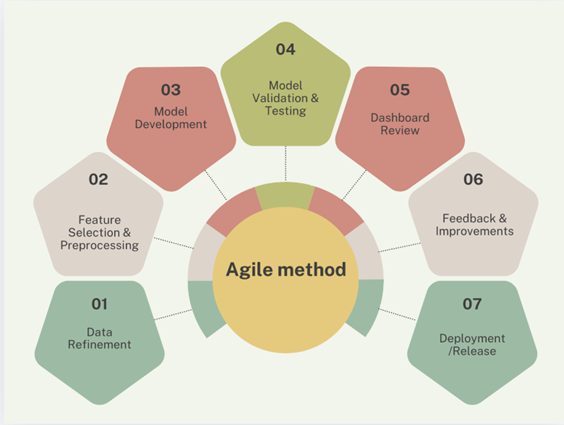 04
Model
Validation &
Testing
03
Model
Development
05
Dashboard
Review
02
Feature
Selection &
Preprocessing
06
Feedback &
Improvements
Agile method
01
Data
Refinement
07
Deployment
/Release